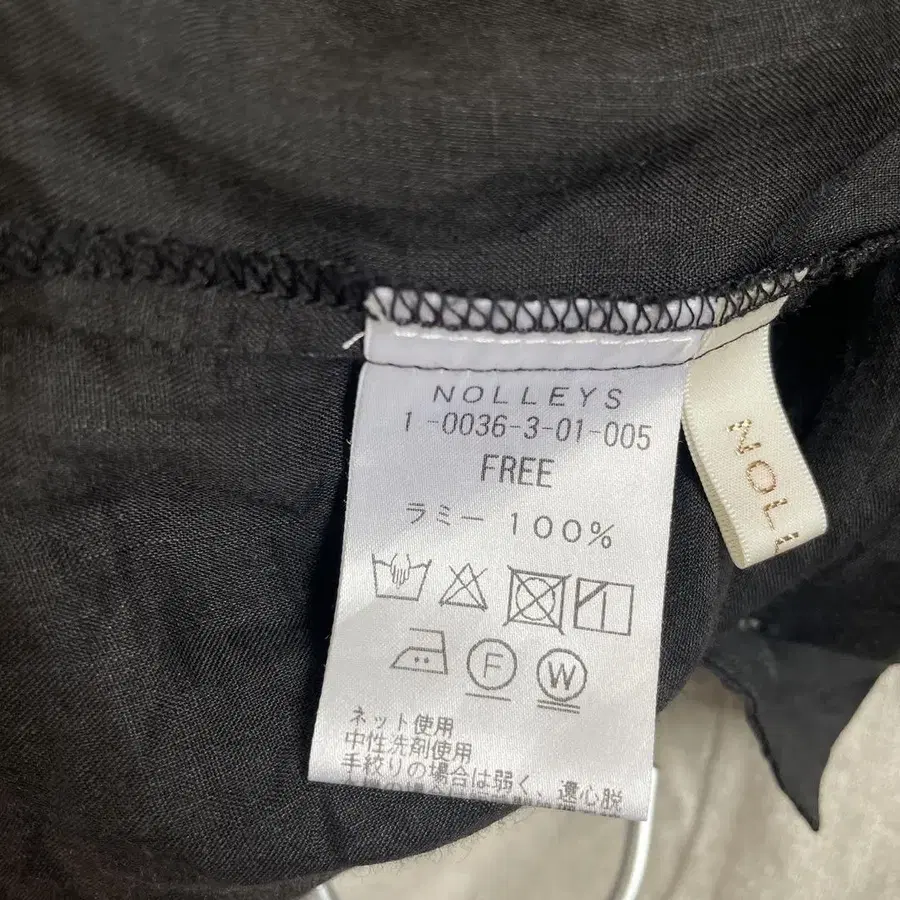 NOLLEYS
1-0036-3-01-005
FREE
ラミー 100%
F
W
ネット使用
中性洗剤使用
手絞りの場合は弱く、遠心脱
NOLL